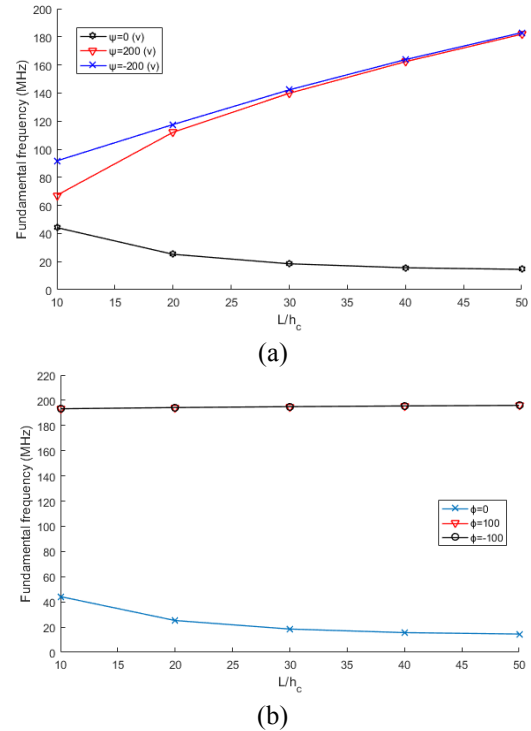 200
180
160
140
120
100
80
60
40
20
0
Fundamental frequency (MHz)
ψ=0 (v)
ψ=200 (v)
ψ=-200 (v)
10 15 20 25 30 35 40 45 50
L/h_c
(a)
220
200
180
160
140
120
100
80
60
40
20
0
Fundamental frequency (MHz)
ϕ=0
ϕ=100
ϕ=-100
10 15 20 25 30 35 40 45 50
L/h_c
(b)